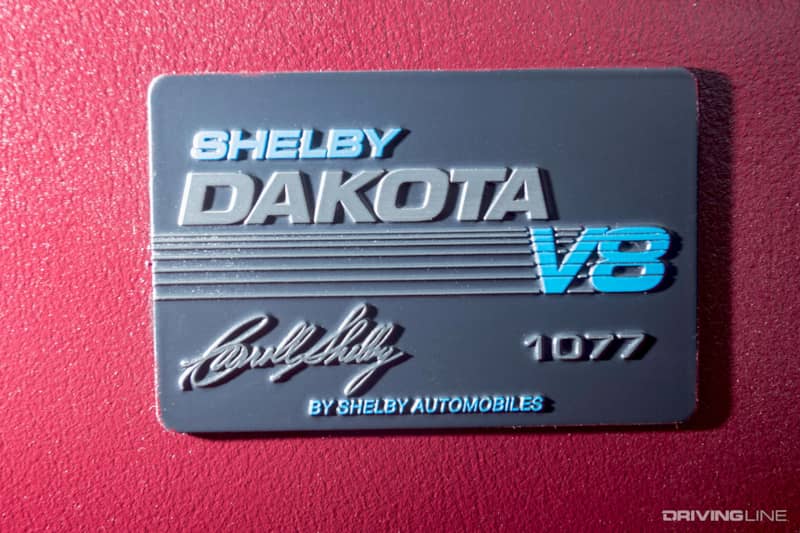 SHELBY
DAKOTA
V8
Carroll Shelby
1077
BY SHELBY AUTOMOBILES
DRIVINGLINE